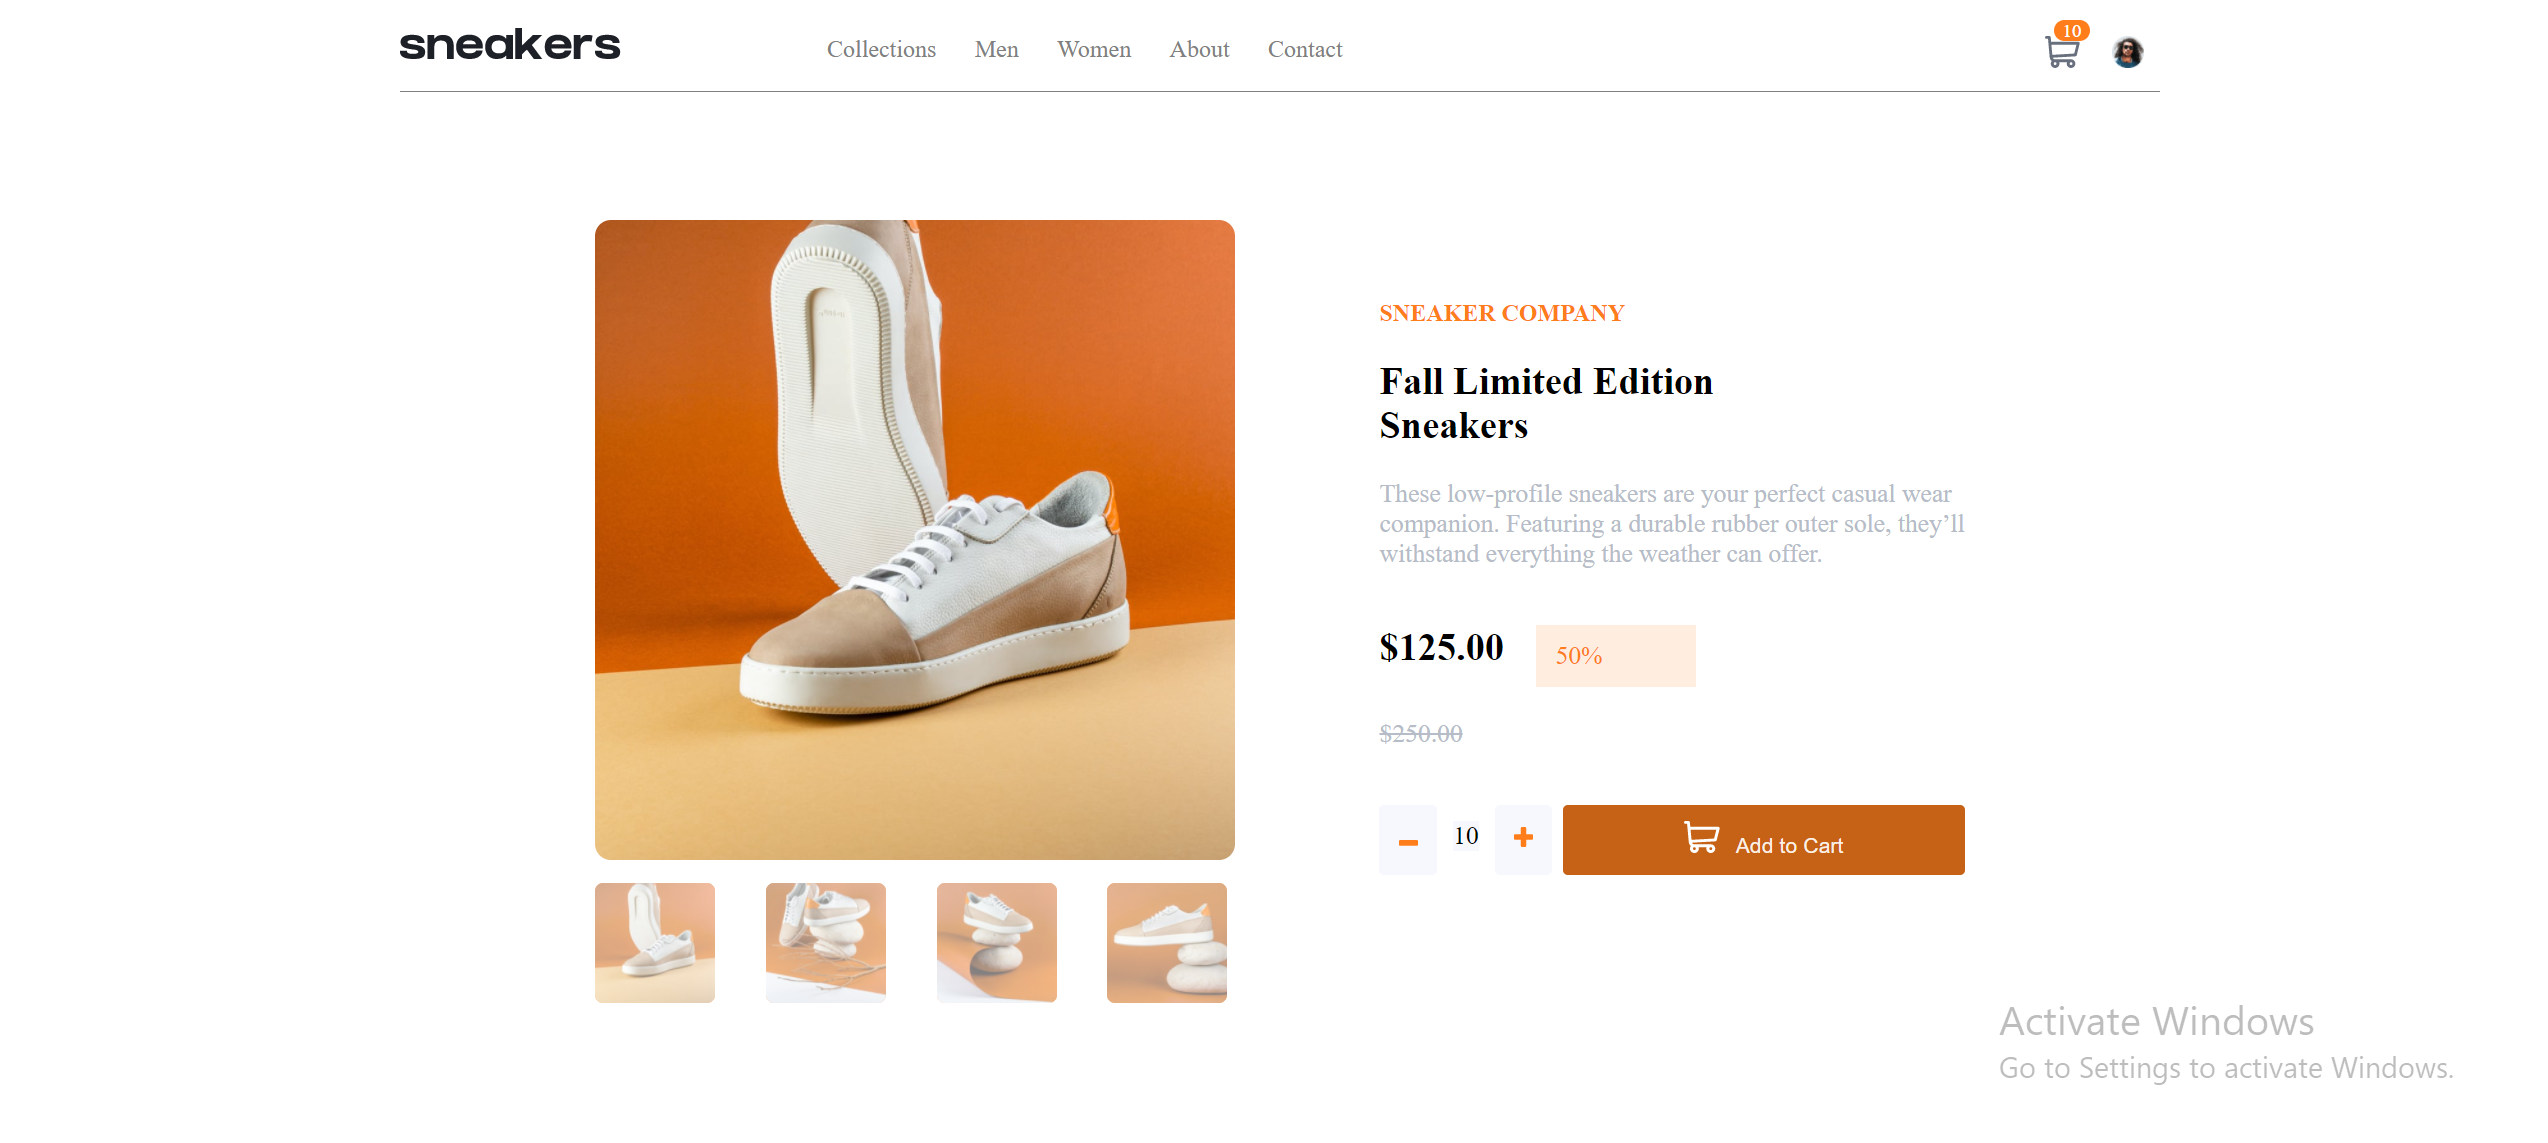 sneakers
Collections Men Women About Contact
10
SNEAKER COMPANY
Fall Limited Edition
Sneakers
These low-profile sneakers are your perfect casual wear
companion. Featuring a durable rubber outer sole, they’ll
withstand everything the weather can offer.
$125.00
50%
$250.00
10
Add to Cart
Activate Windows
Go to Settings to activate Windows.